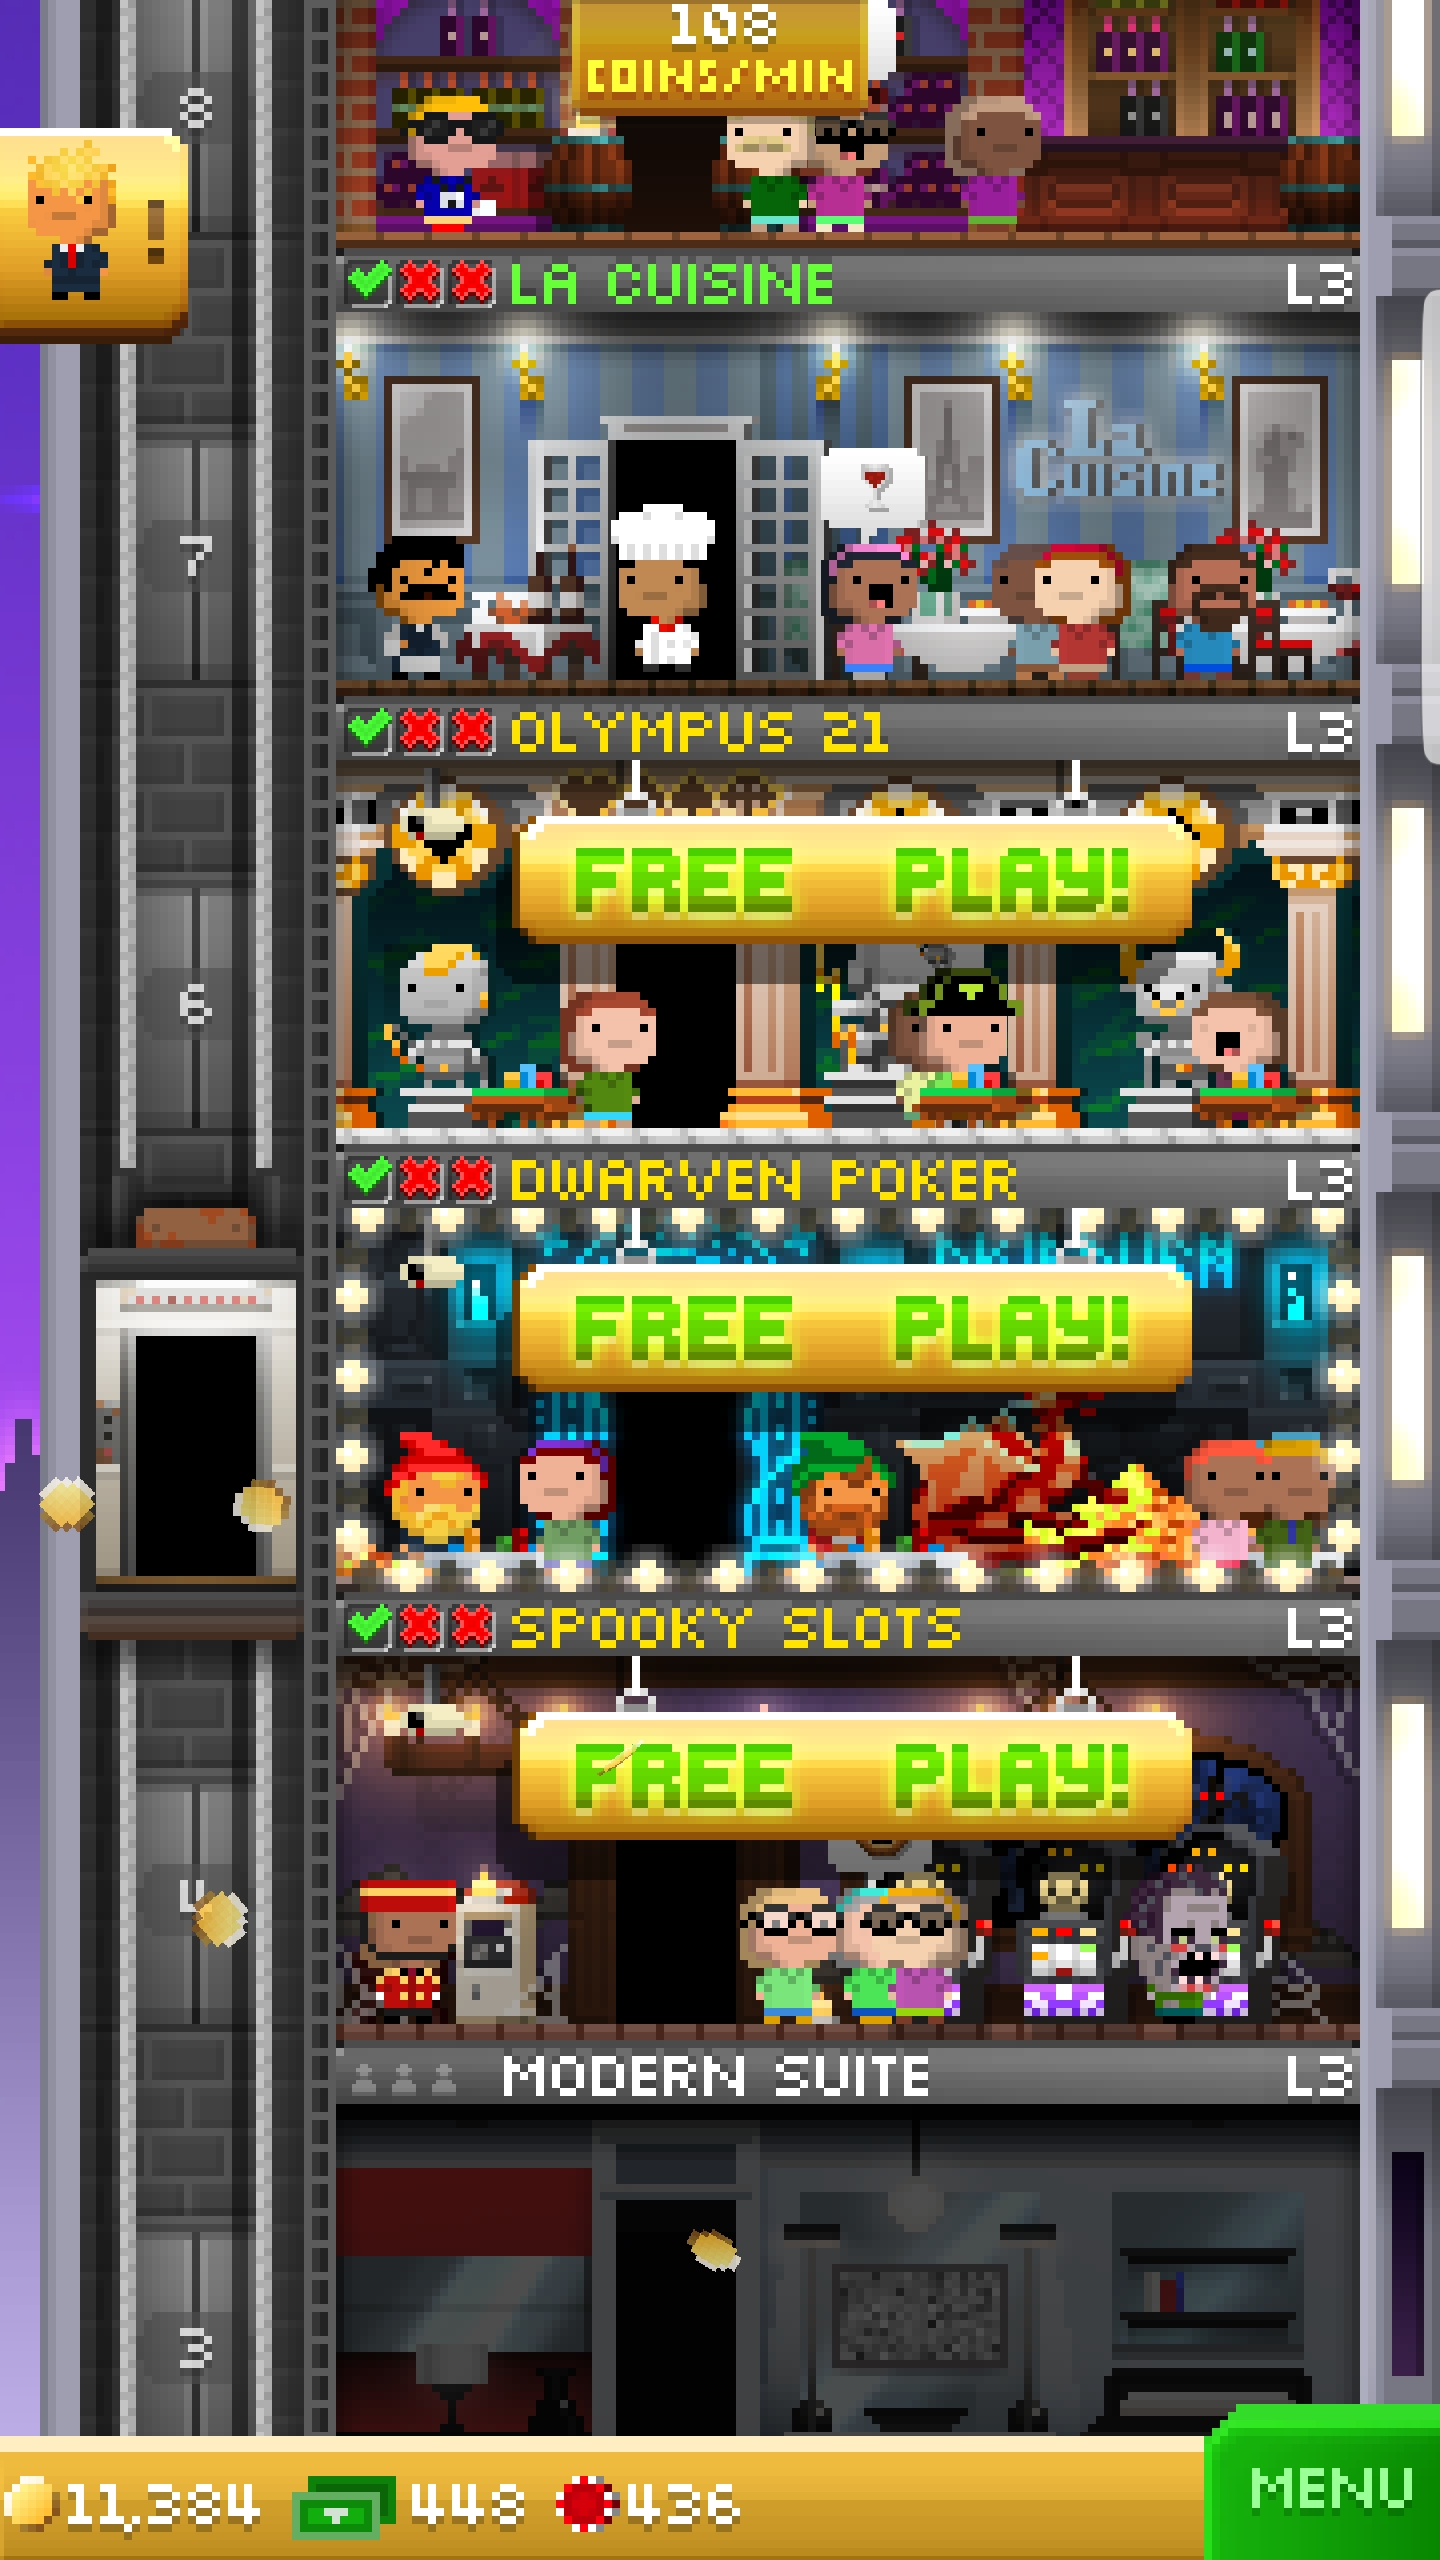 108
COINS/MIN
8
LA CUISINE L3
La
Cuisine
7
OLYMPUS 21 L3
FREE PLAY!
6
DWARVEN POKER L3
FREE PLAY!
SPOOKY SLOTS L3
FREE PLAY!
4
MODERN SUITE L3
3
11,384 448 436
MENU